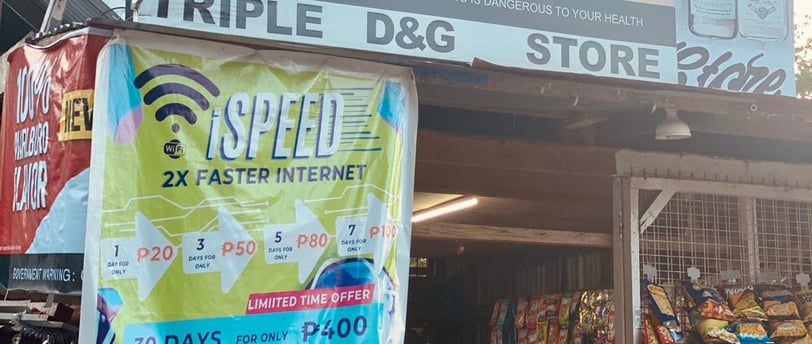 IS DANGEROUS TO YOUR HEALTH
TRIPLE D&G STORE
Store
100%
NEW
MARLBORO
FLAVOR
GOVERNMENT WARNING:
WiFi
iSPEED
2X FASTER INTERNET
1 DAY FOR ONLY ₱20
3 DAYS FOR ONLY ₱50
5 DAYS FOR ONLY ₱80
7 DAYS FOR ONLY ₱100
LIMIITED TIME OFFER
30 DAYS FOR ONLY ₱400